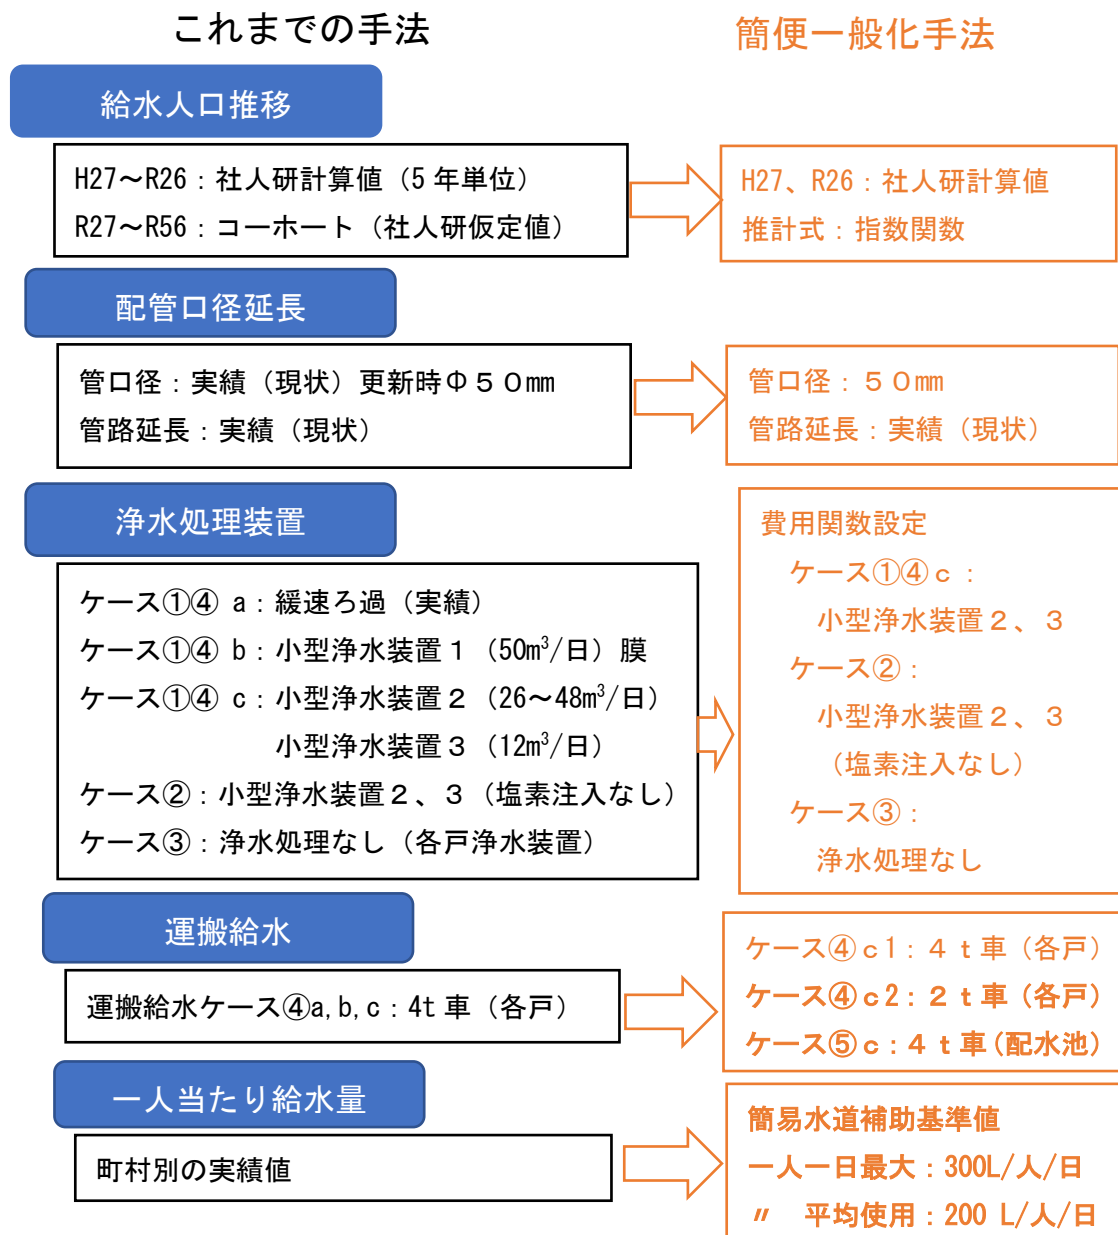 これまでの手法
簡便一般化手法
給水人口推移
H27～R26：社人研計算値（5年単位）
R27～R56：コーホート（社人研仮定値）
H27、R26：社人研計算値
推計式：指数関数
配管口径延長
管口径：実績（現状）更新時Φ５０㎜
管路延長：実績（現状）
管口径：５０㎜
管路延長：実績（現状）
浄水処理装置
ケース①④ a：緩速ろ過（実績）
ケース①④ b：小型浄水装置１（50m³/日）膜
ケース①④ c：小型浄水装置２（26～48m³/日）
小型浄水装置３（12m³/日）
ケース②：小型浄水装置２、３（塩素注入なし）
ケース③：浄水処理なし（各戸浄水装置）
費用関数設定
ケース①④ｃ：
小型浄水装置２、３
ケース②：
小型浄水装置２、３
（塩素注入なし）
ケース③：
浄水処理なし
運搬給水
運搬給水ケース④a,b,c：4t車（各戸）
ケース④ｃ1：４ｔ車（各戸）
ケース④ｃ2：２ｔ車（各戸）
ケース⑤ｃ：４ｔ車(配水池)
一人当たり給水量
町村別の実績値
簡易水道補助基準値
一人一日最大：300L/人/日
〃　平均使用：200 L/人/日